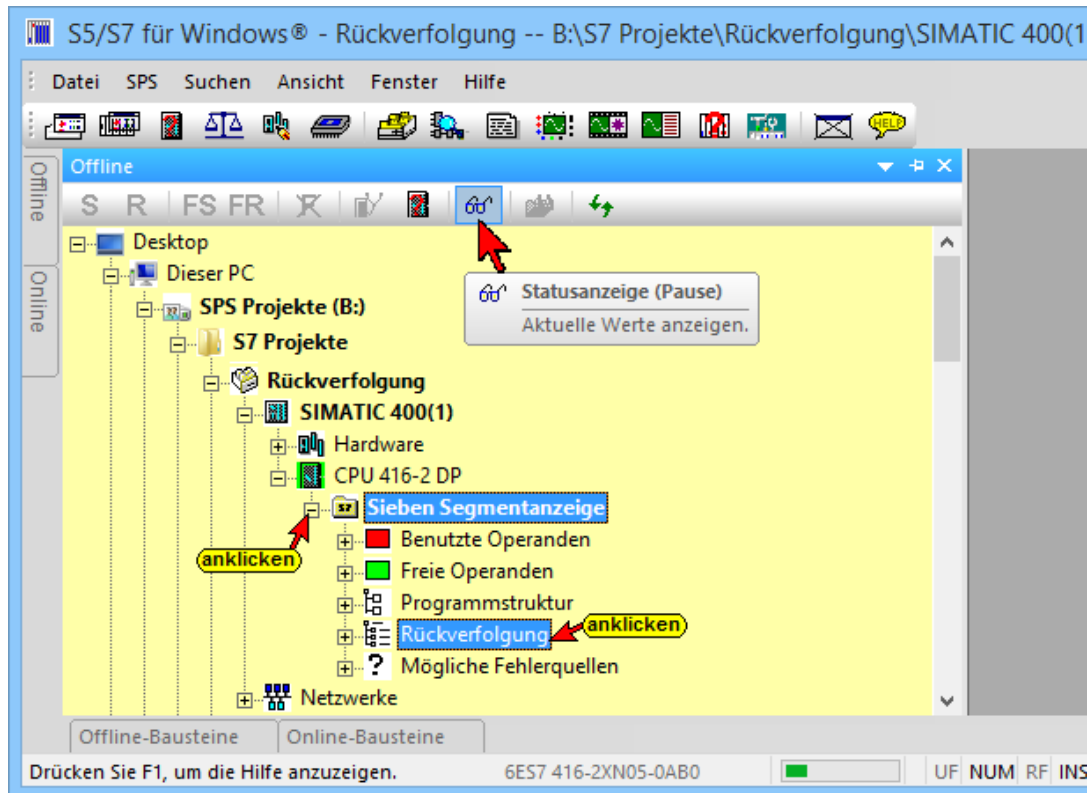 S5/S7 für Windows® - Rückverfolgung -- B:\S7 Projekte\Rückverfolgung\SIMATIC 400(1
Datei SPS Suchen Ansicht Fenster Hilfe
HELP
Offline
Offline
S R FS FR
Statusanzeige (Pause)
Aktuelle Werte anzeigen.
Online
Desktop
Dieser PC
SPS Projekte (B:)
S7 Projekte
Rückverfolgung
SIMATIC 400(1)
Hardware
CPU 416-2 DP
S7 Sieben Segmentanzeige
anklicken
Benutzte Operanden
Freie Operanden
Programmstruktur
Rückverfolgung
anklicken
? Mögliche Fehlerquellen
Netzwerke
Offline-Bausteine Online-Bausteine
Drücken Sie F1, um die Hilfe anzuzeigen. 6ES7 416-2XN05-0AB0 UF NUM RF INS